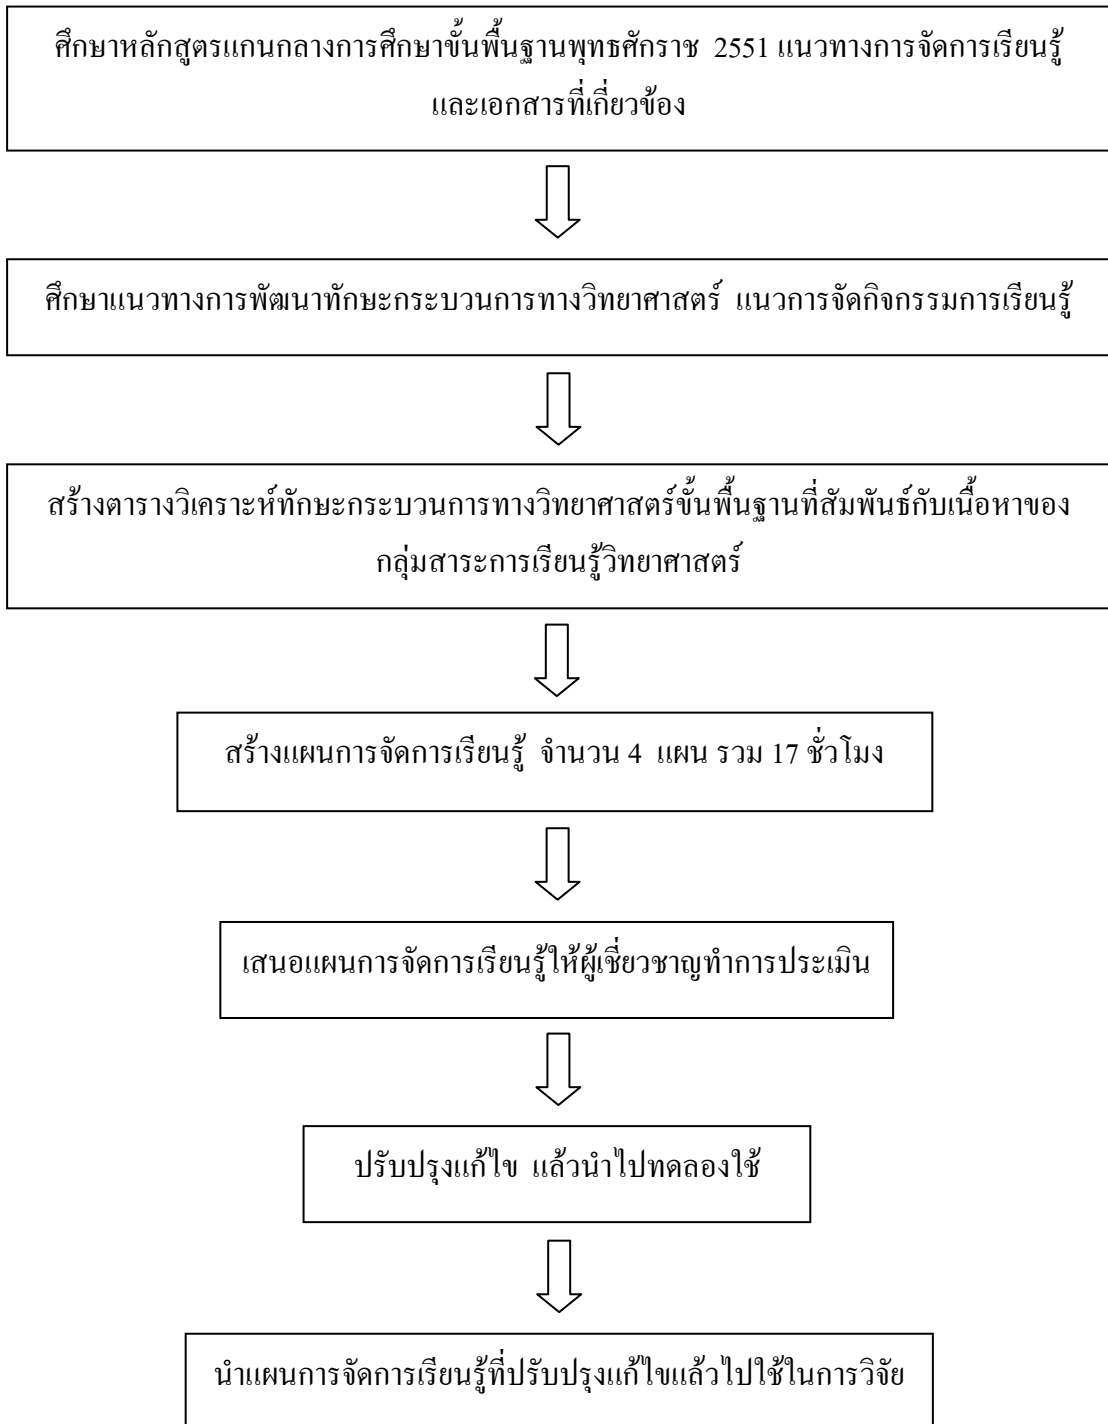 ศึกษาหลักสูตรแกนกลางการศึกษาขั้นพื้นฐานพุทธศักราช 2551 แนวทางการจัดการเรียนรู้
และเอกสารที่เกี่ยวข้อง
ศึกษาแนวทางการพัฒนาทักษะกระบวนการทางวิทยาศาสตร์ แนวการจัดกิจกรรมการเรียนรู้
สร้างตารางวิเคราะห์ทักษะกระบวนการทางวิทยาศาสตร์ขั้นพื้นฐานที่สัมพันธ์กับเนื้อหาของ
กลุ่มสาระการเรียนรู้วิทยาศาสตร์
สร้างแผนการจัดการเรียนรู้ จำนวน 4 แผน รวม 17 ชั่วโมง
เสนอแผนการจัดการเรียนรู้ให้ผู้เชี่ยวชาญทำการประเมิน
ปรับปรุงแก้ไข แล้วนำไปทดลองใช้
นำแผนการจัดการเรียนรู้ที่ปรับปรุงแก้ไขแล้วไปใช้ในการวิจัย